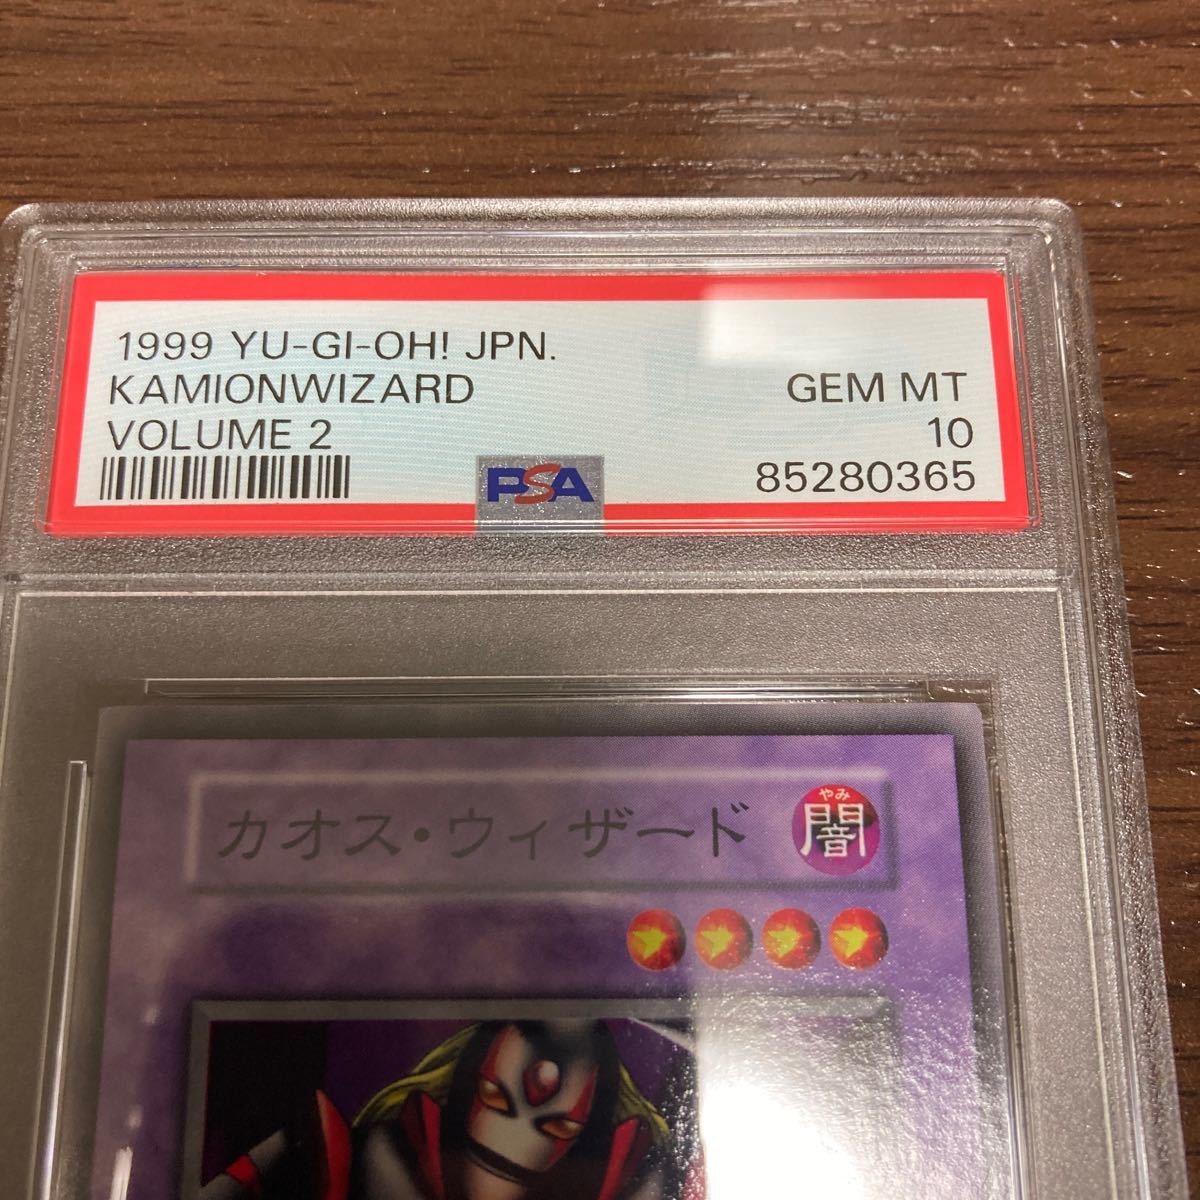 1999 YU-GI-OH! JPN.
KAMIONWIZARD
GEM MT
VOLUME 2
10
PSA
85280365
やみ
カオス・ウィザード
闇